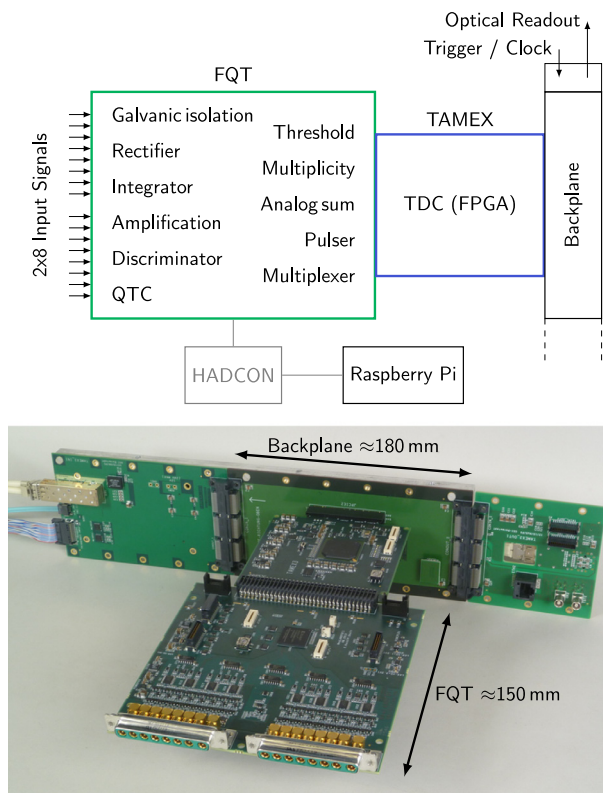 Optical Readout
Trigger / Clock
FQT
TAMEX
2x8 Input Signals
Galvanic isolation
Rectifier
Integrator
Amplification
Discriminator
QTC
Threshold
Multiplicity
Analog sum
Pulser
Multiplexer
TDC (FPGA)
Backplane
HADCON
Raspberry Pi
Backplane ≈180 mm
FQT ≈150 mm